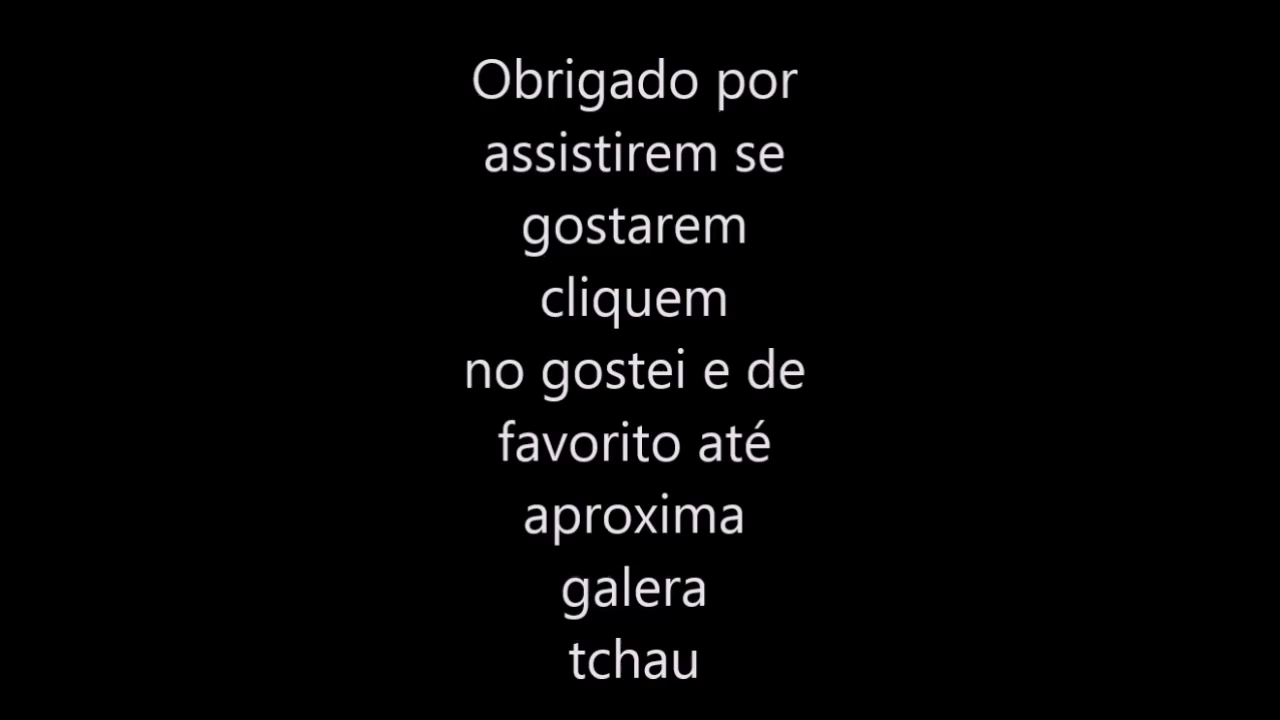 Obrigado por
assistirem se
gostarem
cliquem
no gostei e de
favorito até
aproxima
galera
tchau